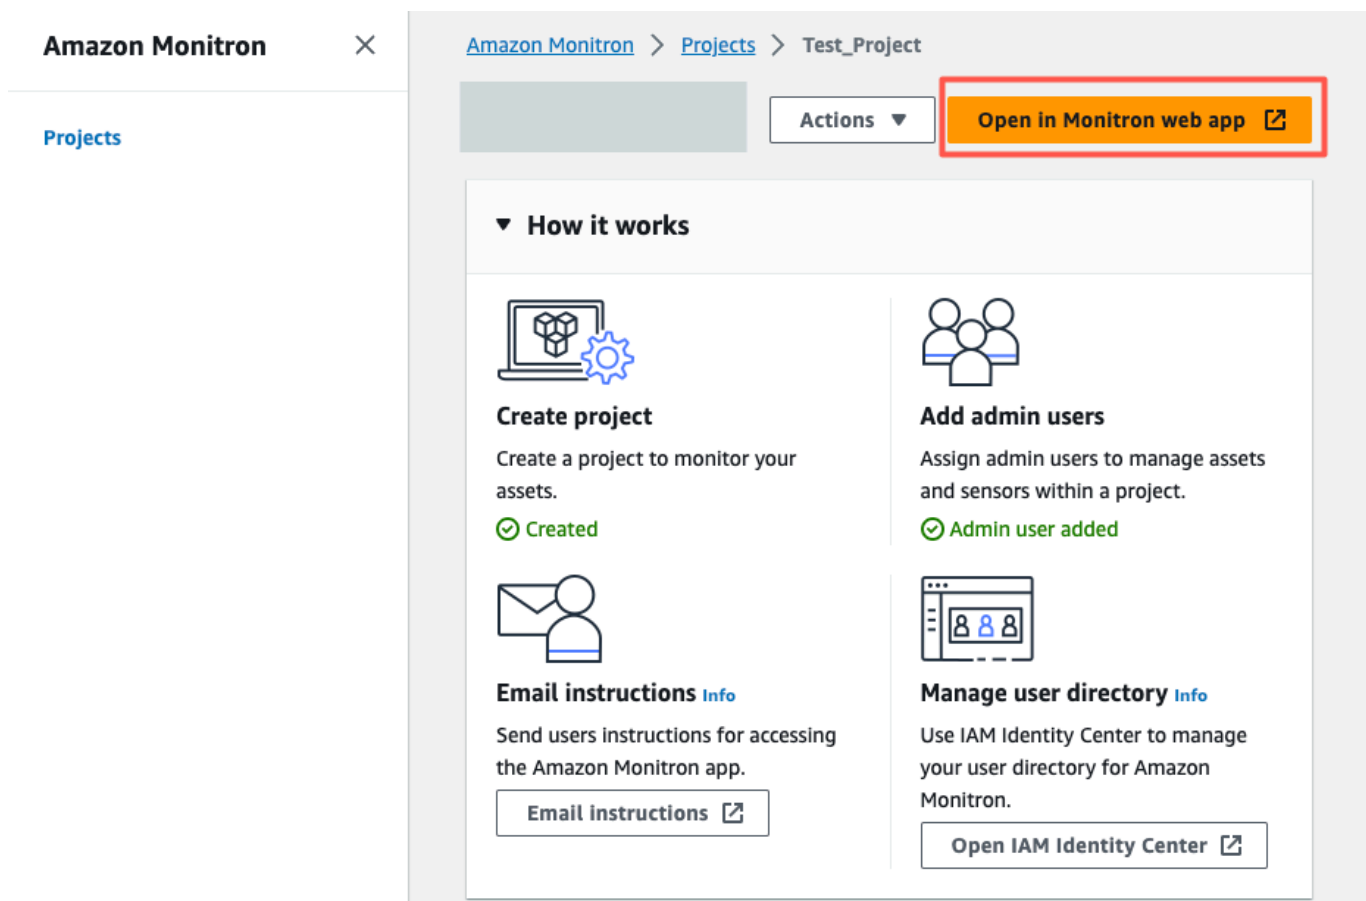 Amazon Monitron
Projects
Amazon Monitron > Projects > Test_Project
Actions
Open in Monitron web app
How it works
Create project
Create a project to monitor your
assets.
Created
Add admin users
Assign admin users to manage assets
and sensors within a project.
Admin user added
Email instructions Info
Send users instructions for accessing
the Amazon Monitron app.
Email instructions
Manage user directory Info
Use IAM Identity Center to manage
your user directory for Amazon
Monitron.
Open IAM Identity Center